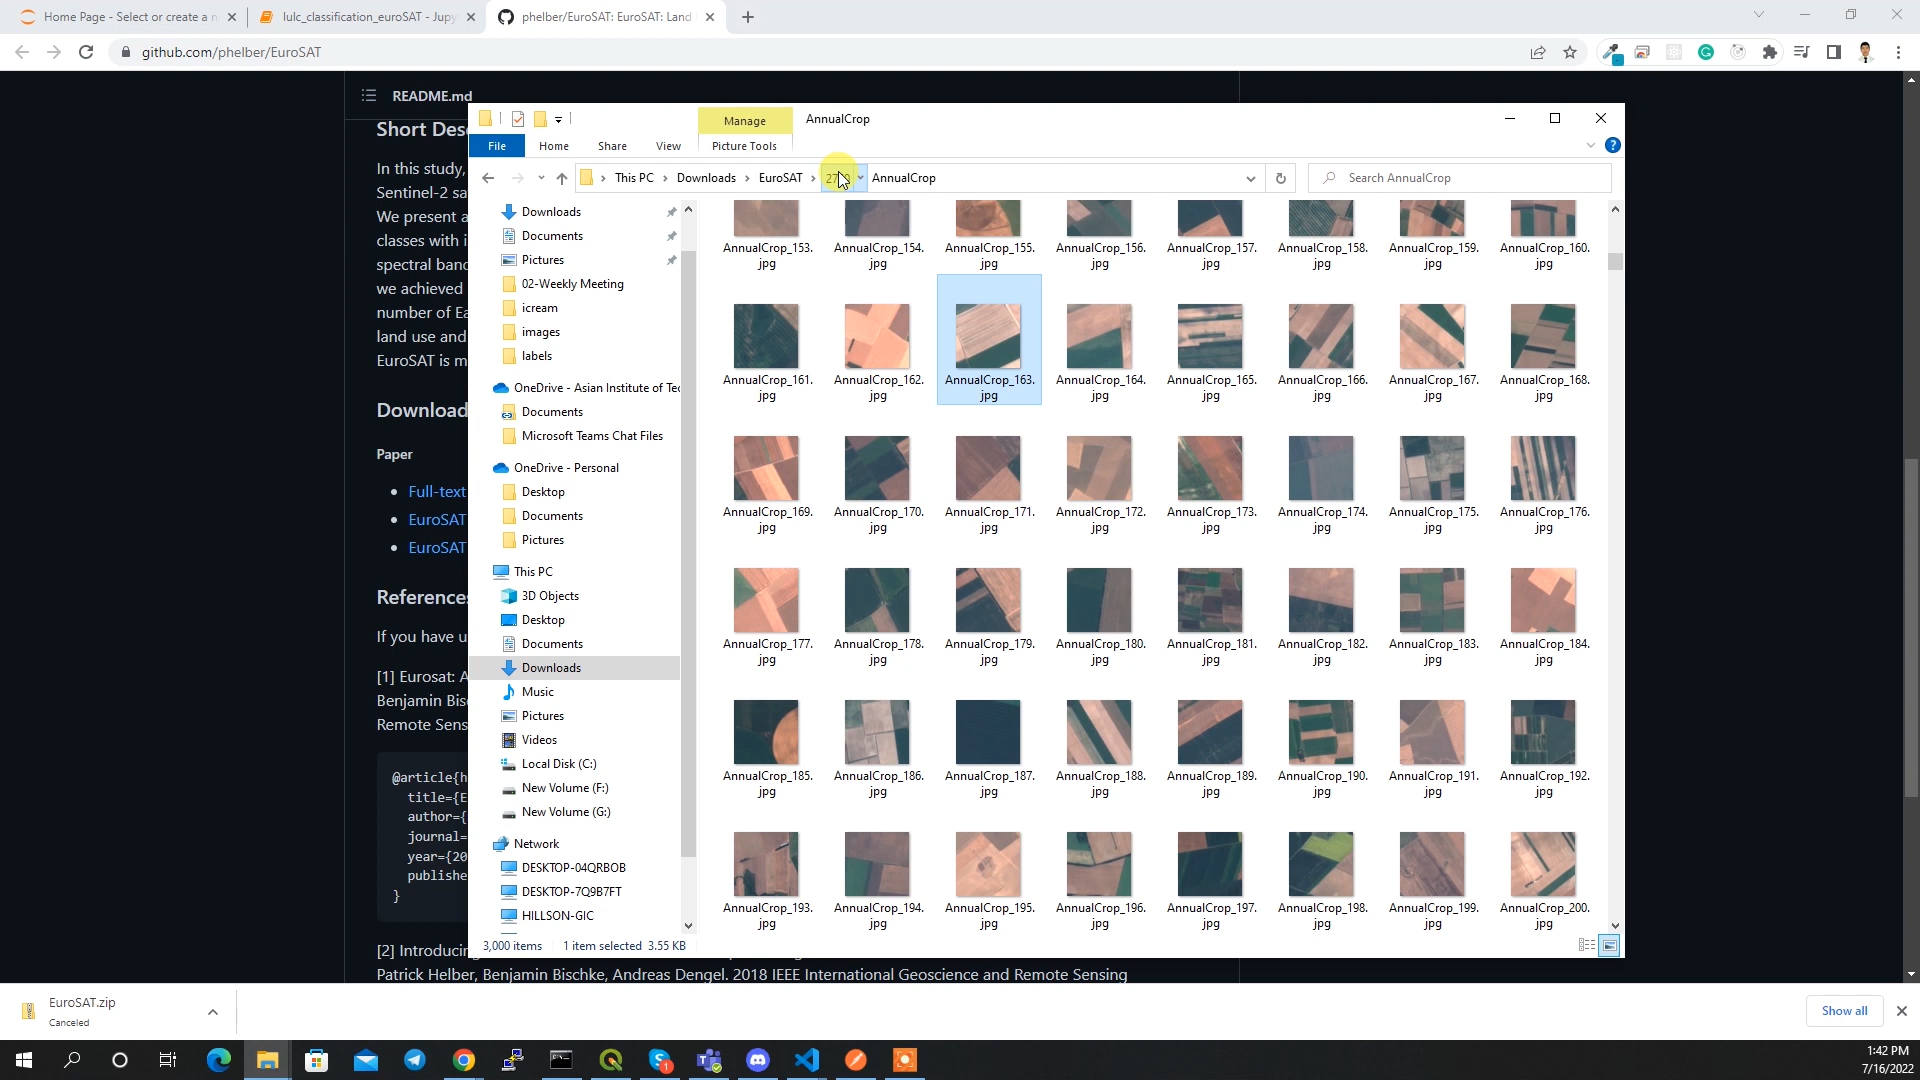 Home Page - Select or create a n
lulc_classification_euroSAT - Jupy
phelber/EuroSAT: EuroSAT: Land
github.com/phelber/EuroSAT
README.md
Short Des
In this study,
Sentinel-2 sa
We present a
classes with i
spectral banc
we achieved
number of Ea
land use and
EuroSAT is m
Download
Paper
Full-text
EuroSAT
EuroSAT
References
If you have u
[1] Eurosat: A
Benjamin Bis
Remote Sens
@article{h
title={E
author={
journal=
year={20
publishe
}
[2] Introducing
Patrick Helber, Benjamin Bischke, Andreas Dengel. 2018 IEEE International Geoscience and Remote Sensing
Manage
AnnualCrop
File
Home
Share
View
Picture Tools
This PC
Downloads
EuroSAT
AnnualCrop
Search AnnualCrop
Downloads
Documents
Pictures
02-Weekly Meeting
icream
images
labels
OneDrive - Asian Institute of Tec
Documents
Microsoft Teams Chat Files
OneDrive - Personal
Desktop
Documents
Pictures
This PC
3D Objects
Desktop
Documents
Downloads
Music
Pictures
Videos
Local Disk (C:)
New Volume (F:)
New Volume (G:)
Network
DESKTOP-04QRBOB
DESKTOP-7Q9B7FT
HILLSON-GIC
AnnualCrop_153. AnnualCrop_154. AnnualCrop_155. AnnualCrop_156. AnnualCrop_157. AnnualCrop_158. AnnualCrop_159. AnnualCrop_160.
jpg jpg jpg jpg jpg jpg jpg jpg
AnnualCrop_161. AnnualCrop_162. AnnualCrop_163. AnnualCrop_164. AnnualCrop_165. AnnualCrop_166. AnnualCrop_167. AnnualCrop_168.
jpg jpg jpg jpg jpg jpg jpg jpg
AnnualCrop_169. AnnualCrop_170. AnnualCrop_171. AnnualCrop_172. AnnualCrop_173. AnnualCrop_174. AnnualCrop_175. AnnualCrop_176.
jpg jpg jpg jpg jpg jpg jpg jpg
AnnualCrop_177. AnnualCrop_178. AnnualCrop_179. AnnualCrop_180. AnnualCrop_181. AnnualCrop_182. AnnualCrop_183. AnnualCrop_184.
jpg jpg jpg jpg jpg jpg jpg jpg
AnnualCrop_185. AnnualCrop_186. AnnualCrop_187. AnnualCrop_188. AnnualCrop_189. AnnualCrop_190. AnnualCrop_191. AnnualCrop_192.
jpg jpg jpg jpg jpg jpg jpg jpg
AnnualCrop_193. AnnualCrop_194. AnnualCrop_195. AnnualCrop_196. AnnualCrop_197. AnnualCrop_198. AnnualCrop_199. AnnualCrop_200.
jpg jpg jpg jpg jpg jpg jpg jpg
3,000 items
1 item selected 3.55 KB
EuroSAT.zip
Canceled
Show all
1:42 PM
7/16/2022